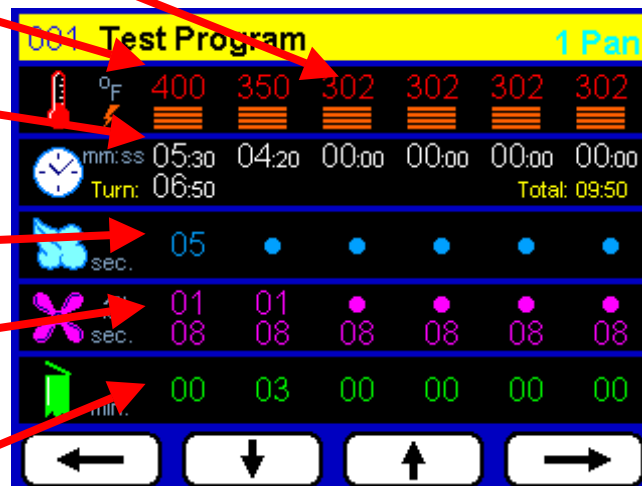 001 Test Program 1 Pan
°F 400 350 302 302 302 302
mm:ss 05:30 04:20 00:00 00:00 00:00 00:00
Turn: 06:50 Total: 09:50
05
sec.
01 01
sec. 08 08 08 08 08 08
00 03 00 00 00 00
min.